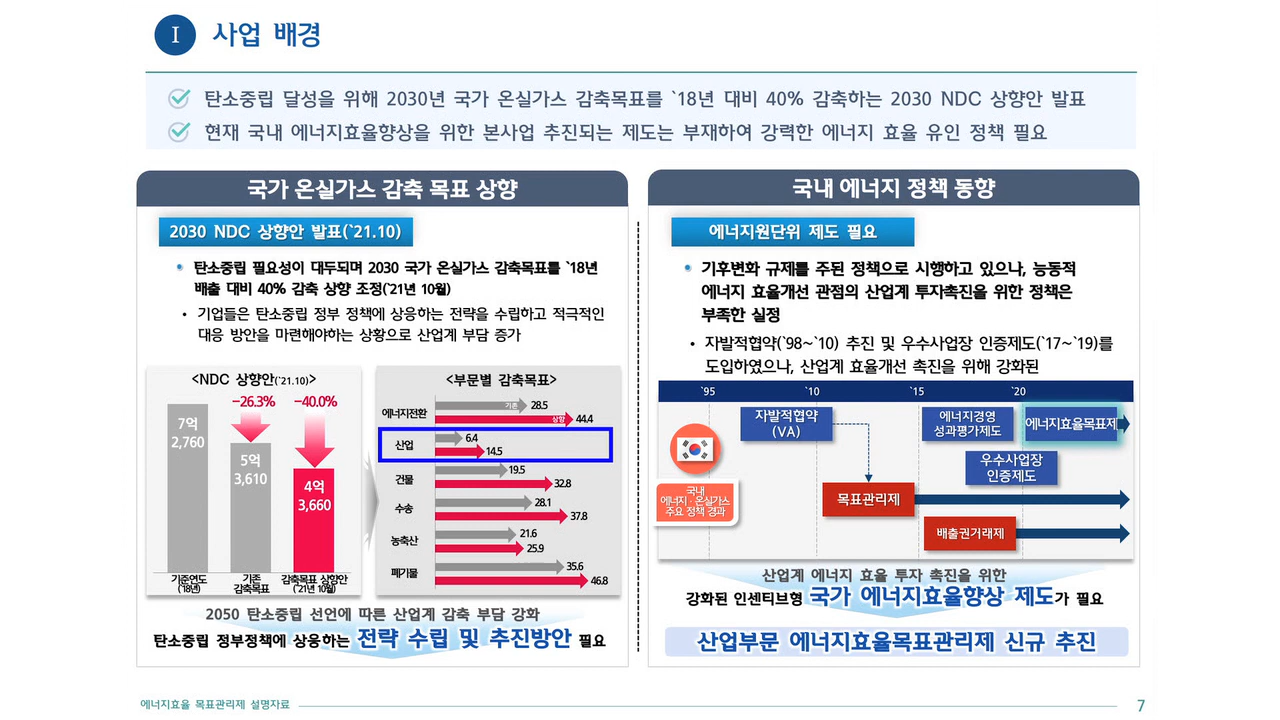 I 사업 배경
탄소중립 달성을 위해 2030년 국가 온실가스 감축목표를 `18년 대비 40% 감축하는 2030 NDC 상향안 발표
현재 국내 에너지효율향상을 위한 본사업 추진되는 제도는 부재하여 강력한 에너지 효율 유인 정책 필요
국가 온실가스 감축 목표 상향
2030 NDC 상향안 발표(`21.10)
• 탄소중립 필요성이 대두되며 2030 국가 온실가스 감축목표를 `18년
배출 대비 40% 감축 상향 조정(`21년 10월)
• 기업들은 탄소중립 정부 정책에 상응하는 전략을 수립하고 적극적인
대응 방안을 마련해야하는 상황으로 산업계 부담 증가
<NDC 상향안(`21.10)>
−26.3% −40.0%
7억
2,760
5억
3,610
4억
3,660
기준연도
(`18년)
기존
감축목표
감축목표 상향안
(`21년 10월)
<부문별 감축목표>
에너지전환
기존 28.5
상향 44.4
산업
6.4
14.5
건물
19.5
32.8
수송
28.1
37.8
농축산
21.6
25.9
폐기물
35.6
46.8
2050 탄소중립 선언에 따른 산업계 감축 부담 강화
탄소중립 정부정책에 상응하는 전략 수립 및 추진방안 필요
국내 에너지 정책 동향
에너지원단위 제도 필요
• 기후변화 규제를 주된 정책으로 시행하고 있으나, 능동적
에너지 효율개선 관점의 산업계 투자촉진을 위한 정책은
부족한 실정
• 자발적협약(`98~`10) 추진 및 우수사업장 인증제도(`17~`19)를
도입하였으나, 산업계 효율개선 촉진을 위해 강화된
`95 `10 `15 `20
자발적협약
(VA)
에너지경영
성과평가제도
에너지효율목표제
우수사업장
인증제도
국내
에너지 · 온실가스
주요 정책 경과
목표관리제
배출권거래제
산업계 에너지 효율 투자 촉진을 위한
강화된 인센티브형 국가 에너지효율향상 제도가 필요
산업부문 에너지효율목표관리제 신규 추진
에너지효율 목표관리제 설명자료
7